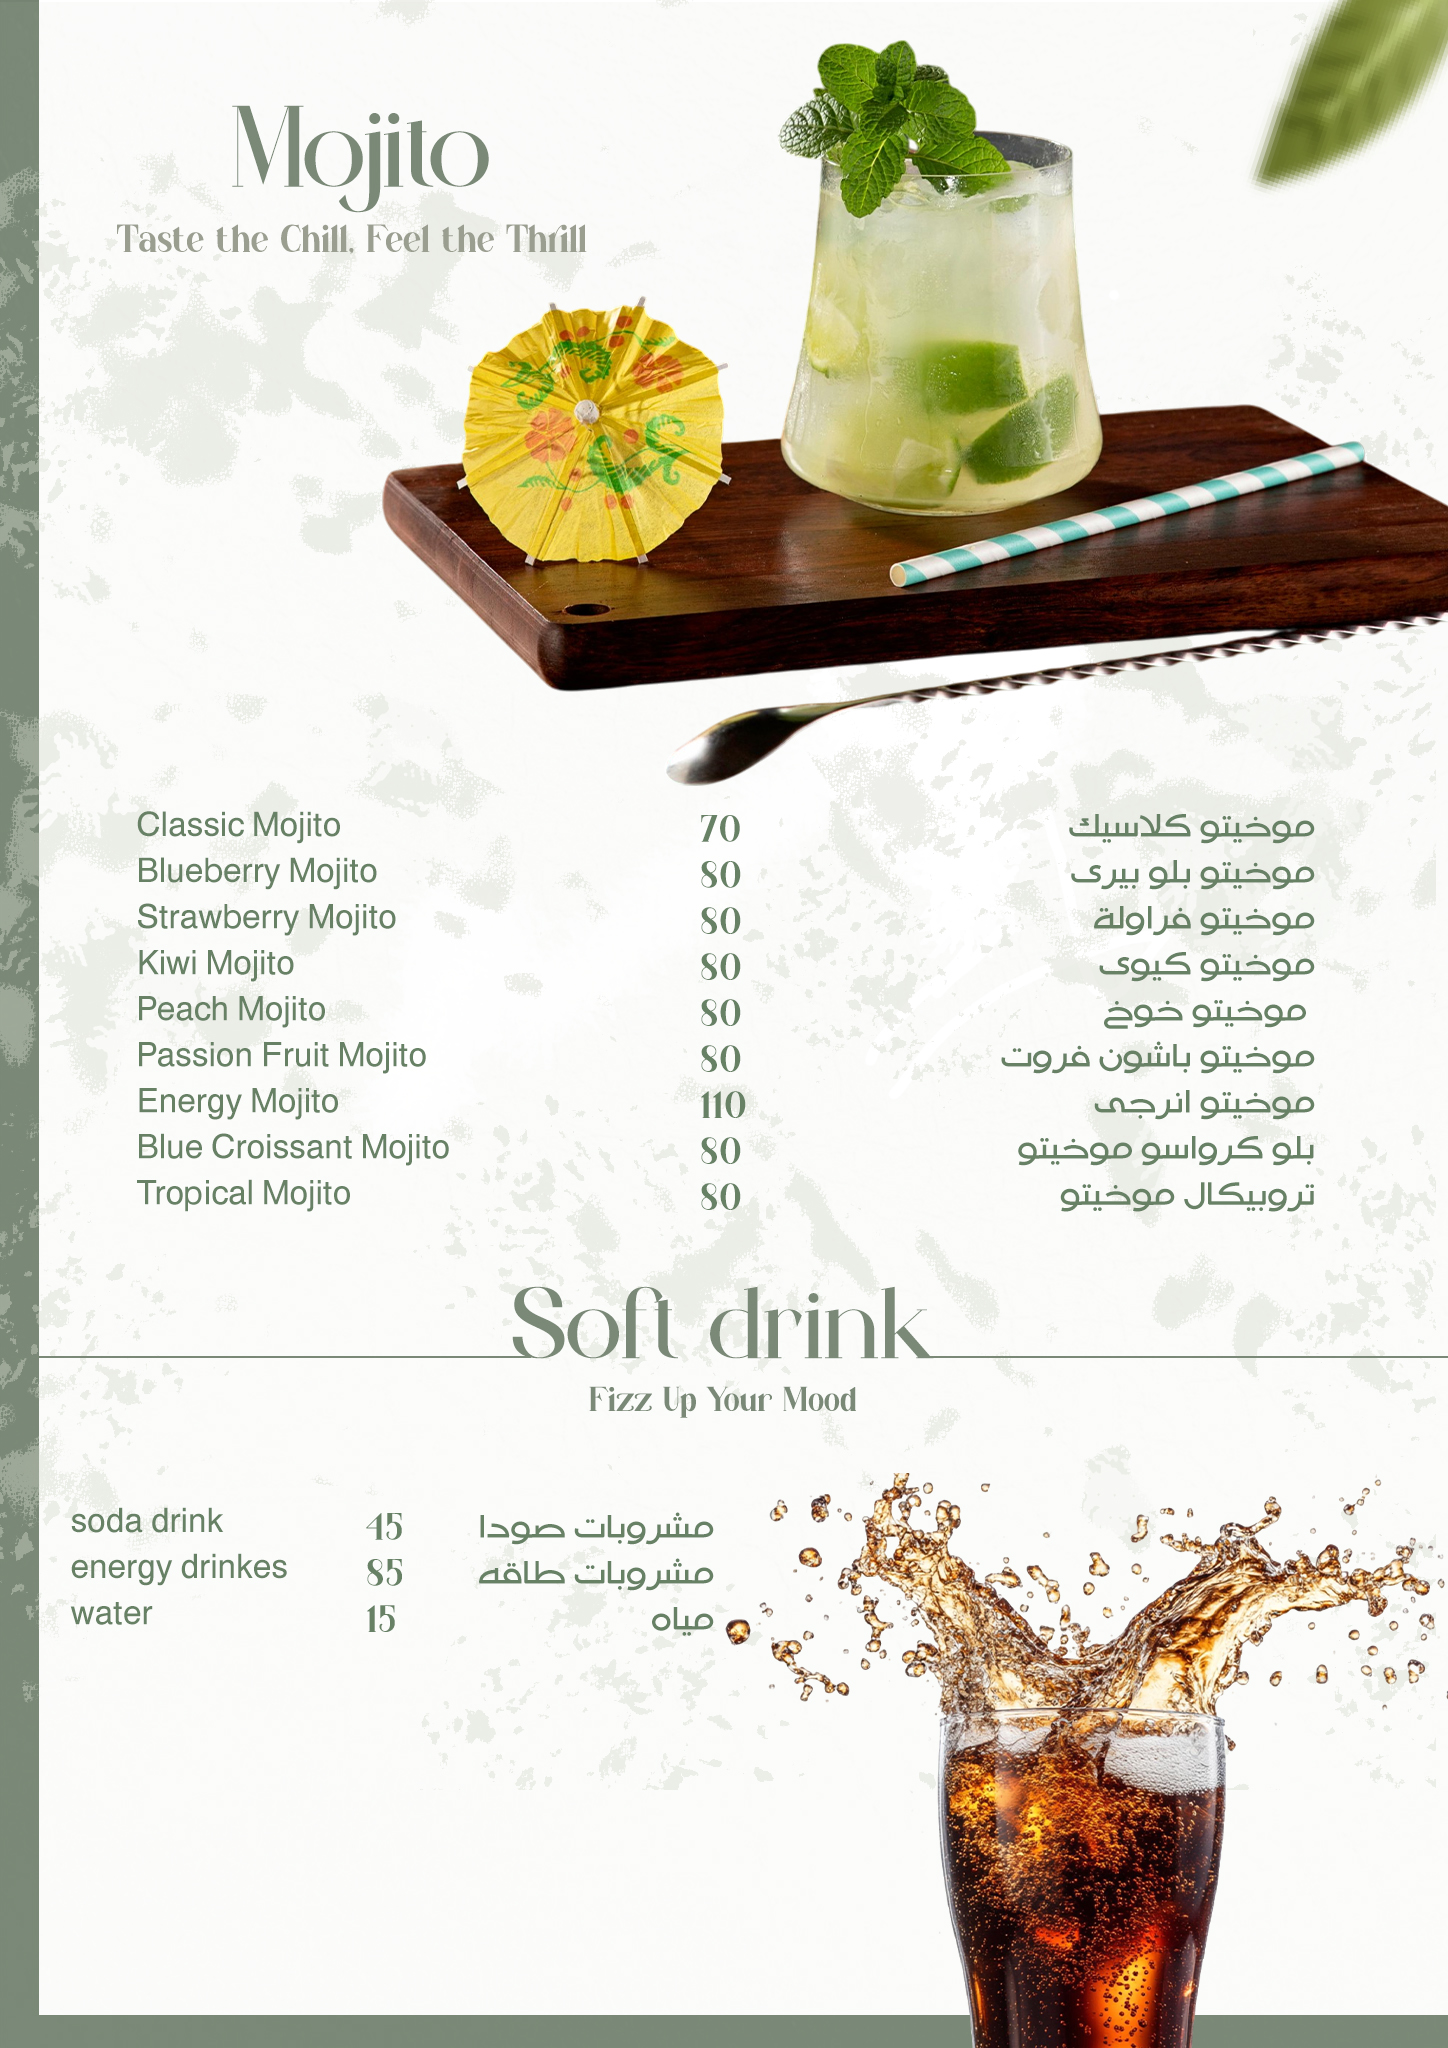 Mojito
Taste the Chill, Feel the Thrill
Classic Mojito 70 موخيتو كلاسيك
Blueberry Mojito 80 موخيتو بلو بيرى
Strawberry Mojito 80 موخيتو فراولة
Kiwi Mojito 80 موخيتو كيوى
Peach Mojito 80 موخيتو خوخ
Passion Fruit Mojito 80 موخيتو باشون فروت
Energy Mojito 110 موخيتو انرجى
Blue Croissant Mojito 80 بلو كرواسو موخيتو
Tropical Mojito 80 تروبيكال موخيتو
Soft drink
Fizz Up Your Mood
soda drink 45 مشروبات صودا
energy drinkes 85 مشروبات طاقه
water 15 مياه